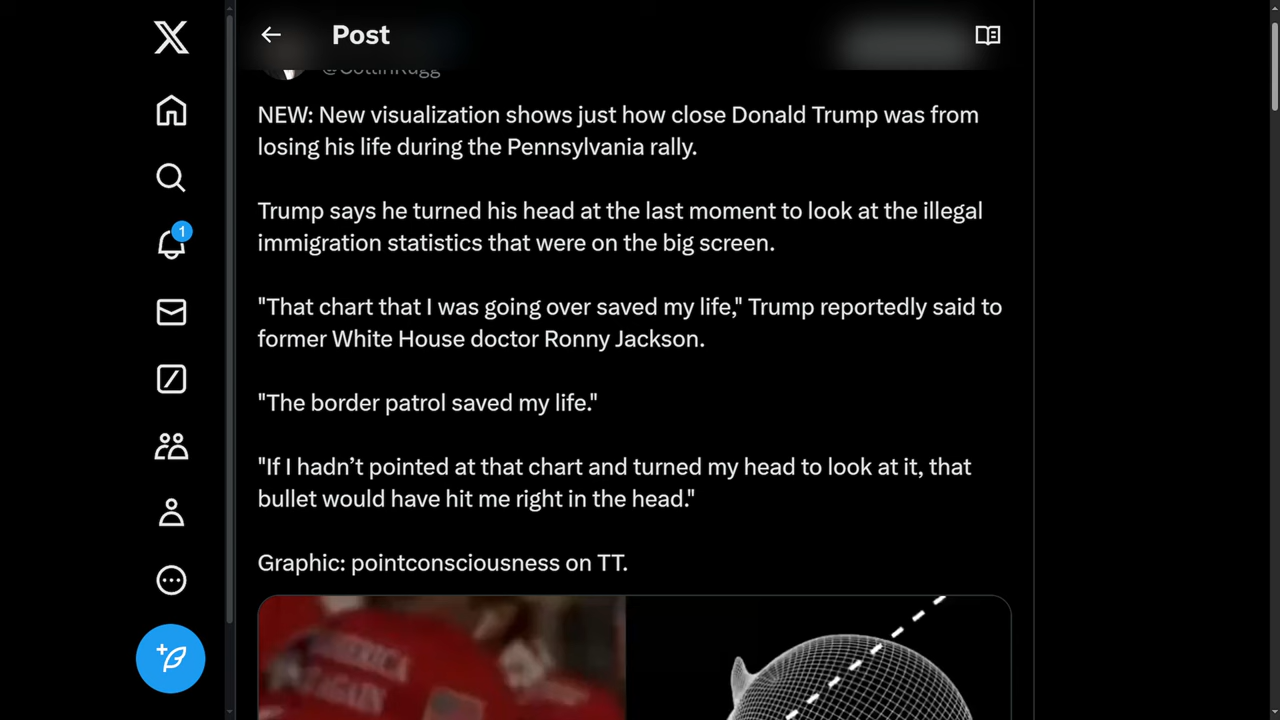 Post
@CollinRugg
NEW: New visualization shows just how close Donald Trump was from
losing his life during the Pennsylvania rally.
Trump says he turned his head at the last moment to look at the illegal
immigration statistics that were on the big screen.
1
"That chart that I was going over saved my life," Trump reportedly said to
former White House doctor Ronny Jackson.
"The border patrol saved my life."
"If I hadn’t pointed at that chart and turned my head to look at it, that
bullet would have hit me right in the head."
Graphic: pointconsciousness on TT.
AMERICA
AGAIN